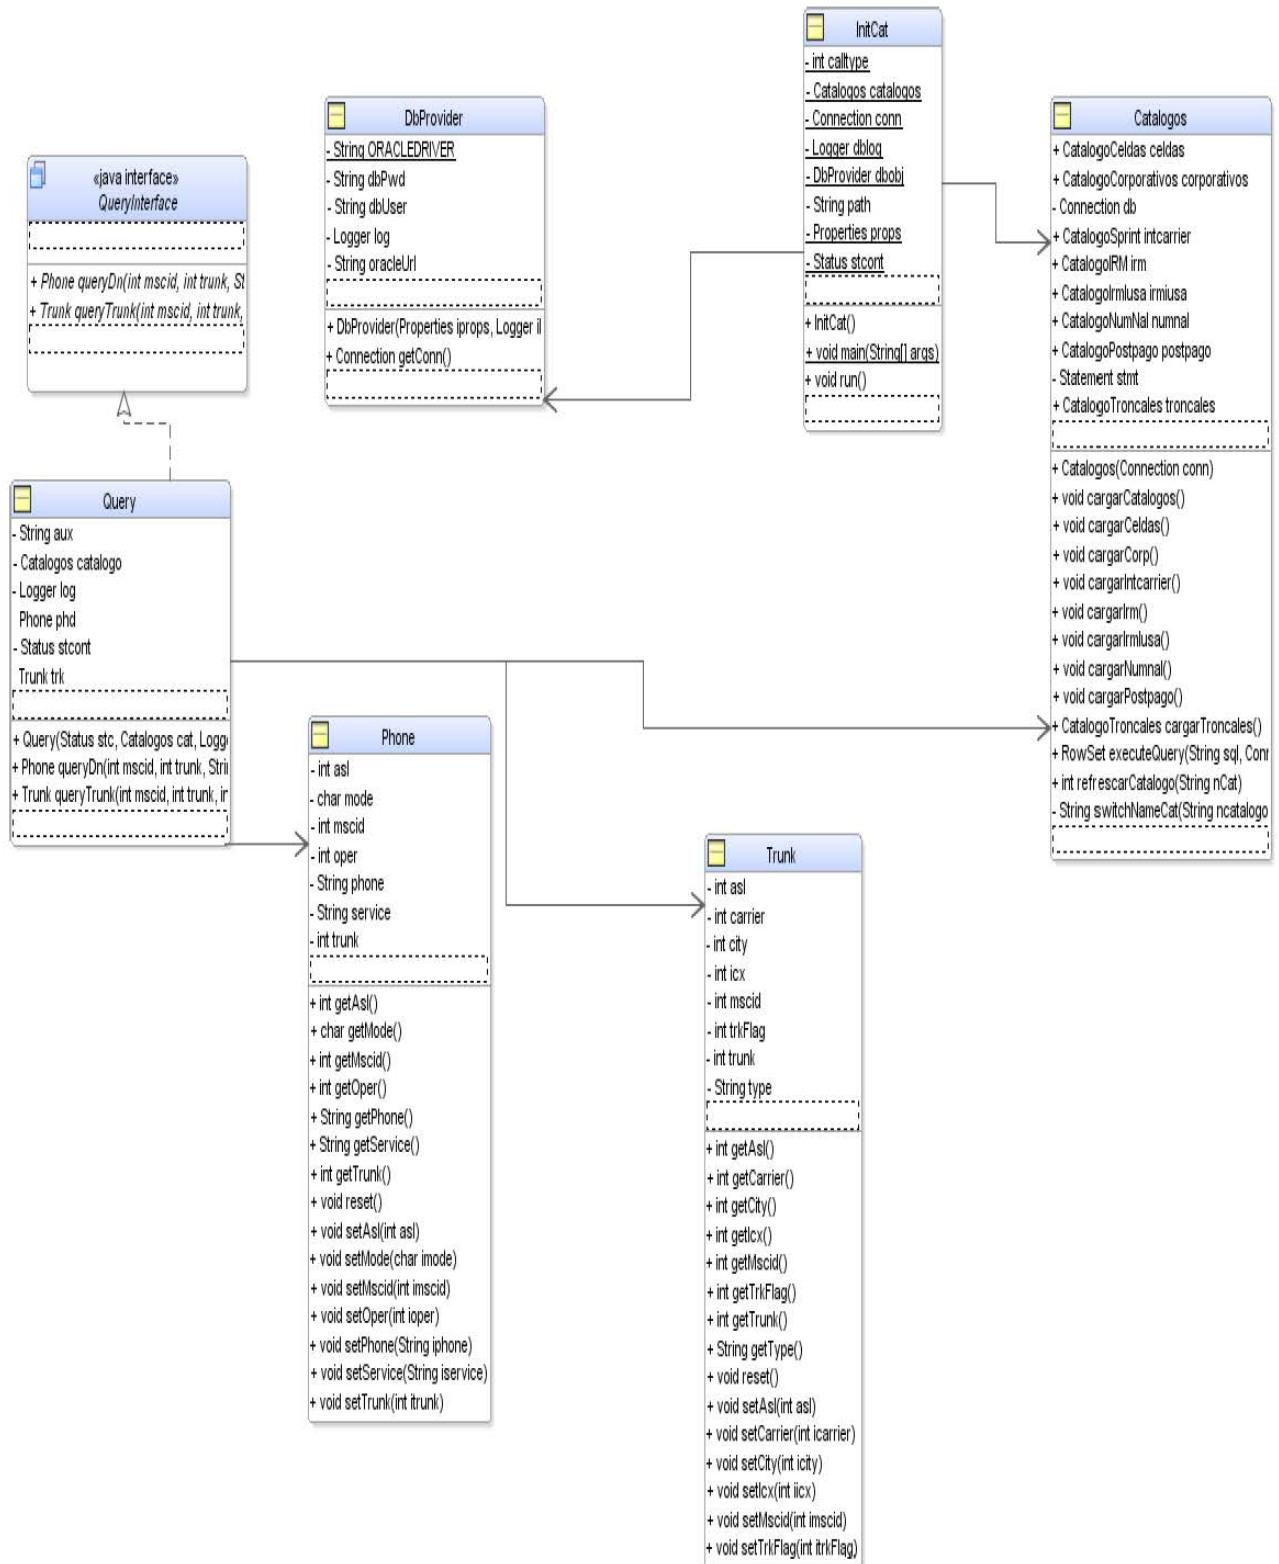 «java interface»
QueryInterface
+ Phone queryDn(int mscid, int trunk, St
+ Trunk queryTrunk(int mscid, int trunk,
DbProvider
- String ORACLEDRIVER
- String dbPwd
- String dbUser
- Logger log
- String oracleUrl
+ DbProvider(Properties iprops, Logger il
+ Connection getConn()
InitCat
- int calltype
- Catalogos catalogos
- Connection conn
- Logger dblog
- DbProvider dbobj
- String path
- Properties props
- Status stcont
+ InitCat()
+ void main(String[] args)
+ void run()
Catalogos
+ CatalogoCeldas celdas
+ CatalogoCorporativos corporativos
- Connection db
+ CatalogoSprint intcarrier
+ CatalogoIRM irm
+ CatalogoIrmIusa irmiusa
+ CatalogoNumNal numnal
+ CatalogoPostpago postpago
- Statement stmt
+ CatalogoTroncales troncales
+ Catalogos(Connection conn)
+ void cargarCatalogos()
+ void cargarCeldas()
+ void cargarCorp()
+ void cargarIntcarrier()
+ void cargarIrm()
+ void cargarIrmIusa()
+ void cargarNumnal()
+ void cargarPostpago()
+ CatalogoTroncales cargarTroncales()
+ RowSet executeQuery(String sql, Conn
+ int refrescarCatalogo(String nCat)
- String switchNameCat(String ncatalogo
Query
- String aux
- Catalogos catalogo
- Logger log
Phone phd
- Status stcont
Trunk trk
+ Query(Status stc, Catalogos cat, Logge
+ Phone queryDn(int mscid, int trunk, Strin
+ Trunk queryTrunk(int mscid, int trunk, in
Phone
- int asl
- char mode
- int mscid
- int oper
- String phone
- String service
- int trunk
+ int getAsl()
+ char getMode()
+ int getMscid()
+ int getOper()
+ String getPhone()
+ String getService()
+ int getTrunk()
+ void reset()
+ void setAsl(int asl)
+ void setMode(char imode)
+ void setMscid(int imscid)
+ void setOper(int ioper)
+ void setPhone(String iphone)
+ void setService(String iservice)
+ void setTrunk(int itrunk)
Trunk
- int asl
- int carrier
- int city
- int icx
- int mscid
- int trkFlag
- int trunk
- String type
+ int getAsl()
+ int getCarrier()
+ int getCity()
+ int getIcx()
+ int getMscid()
+ int getTrkFlag()
+ int getTrunk()
+ String getType()
+ void reset()
+ void setAsl(int asl)
+ void setCarrier(int icarrier)
+ void setCity(int icity)
+ void setIcx(int iicx)
+ void setMscid(int imscid)
+ void setTrkFlag(int itrkFlag)